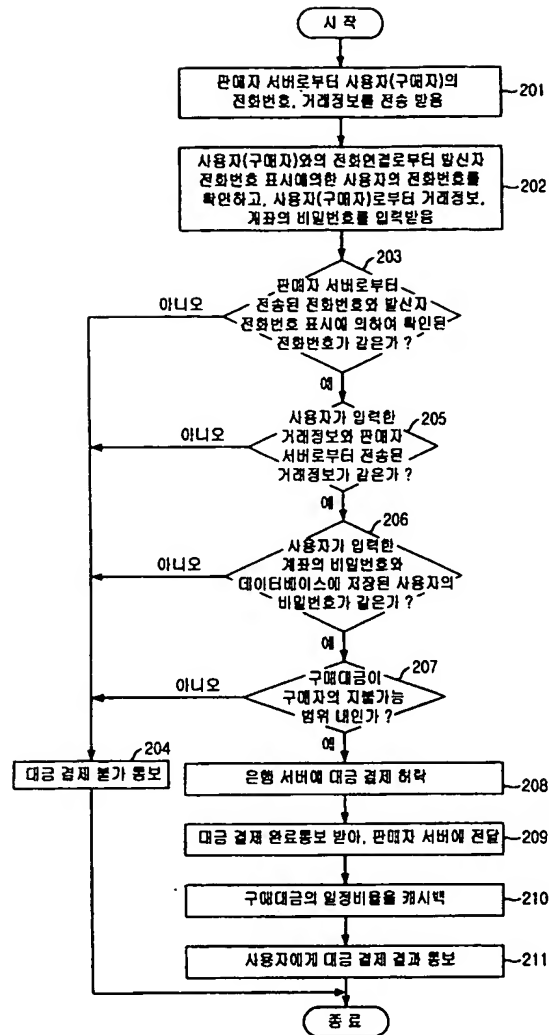 시 작
판매자 서버로부터 사용자(구매자)의
전화번호, 거래정보를 전송 받음
201
사용자(구매자)와의 전화연결로부터 발신자
전화번호 표시에의한 사용자의 전화번호를
확인하고, 사용자(구매자)로부터 거래정보,
계좌의 비밀번호를 입력받음
202
203
판매자 서버로부터
전송된 전화번호와 발신자
전화번호 표시에 의하여 확인된
전화번호가 같은가 ?
아니오
예
205
사용자가 입력한
거래정보와 판매자
서버로부터 전송된
거래정보가 같은가 ?
아니오
예
206
사용자가 입력한
계좌의 비밀번호와
데이터베이스에 저장된 사용자의
비밀번호가 같은가 ?
아니오
예
207
구매대금이
구매자의 지불가능
범위 내인가 ?
아니오
예
204
대금 결제 불가 통보
은행 서버에 대금 결제 허락
208
대금 결제 완료통보 받아, 판매자 서버에 전달
209
구매대금의 일정비율을 캐시백
210
사용자에게 대금 결제 결과 통보
211
종 료